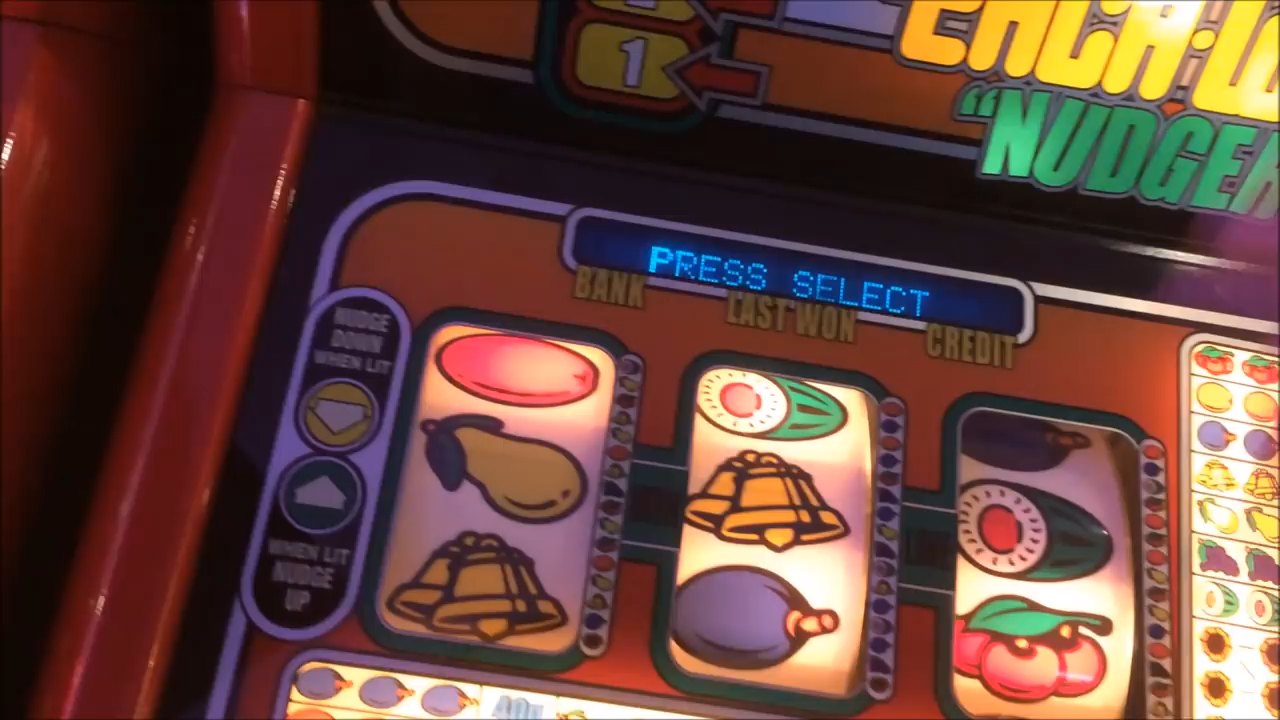 1
"NUDGER
PRESS SELECT
BANK
LAST WON
CREDIT
NUDGE
DOWN
WHEN LIT
WHEN LIT
NUDGE
UP